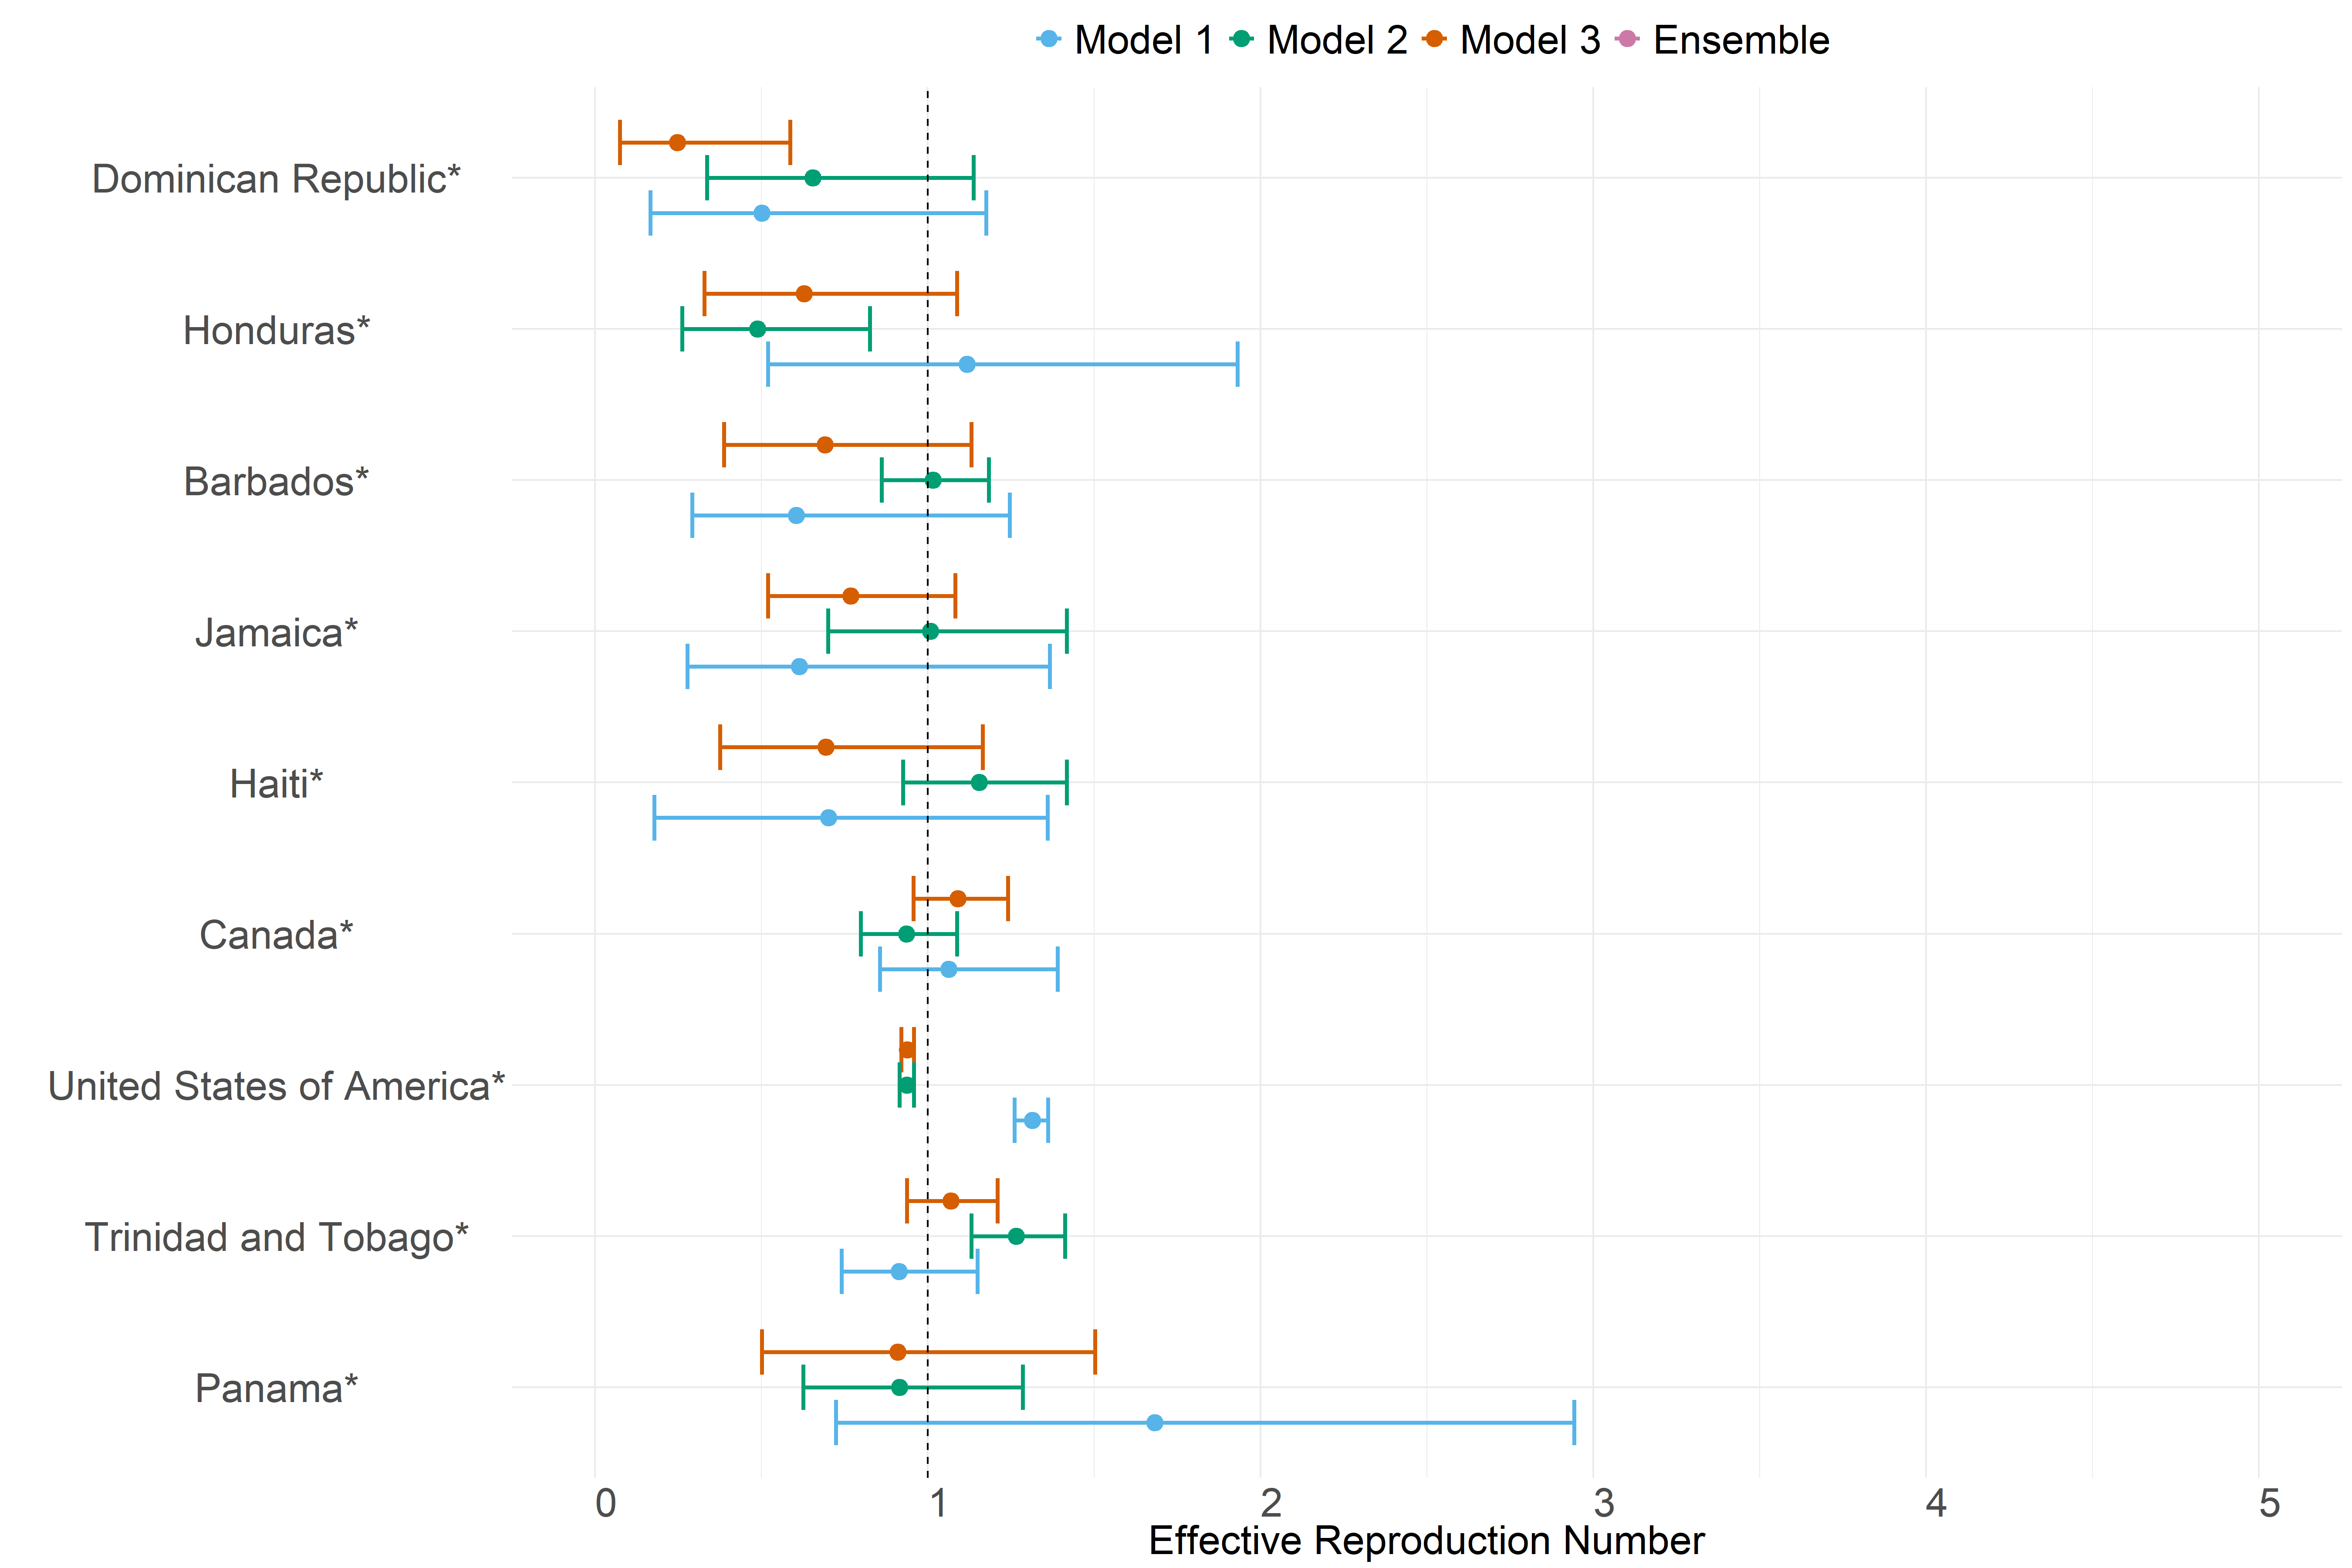 Model 1 Model 2 Model 3 Ensemble
Dominican Republic*
Honduras*
Barbados*
Jamaica*
Haiti*
Canada*
United States of America*
Trinidad and Tobago*
Panama*
0 1 2 3 4 5
Effective Reproduction Number